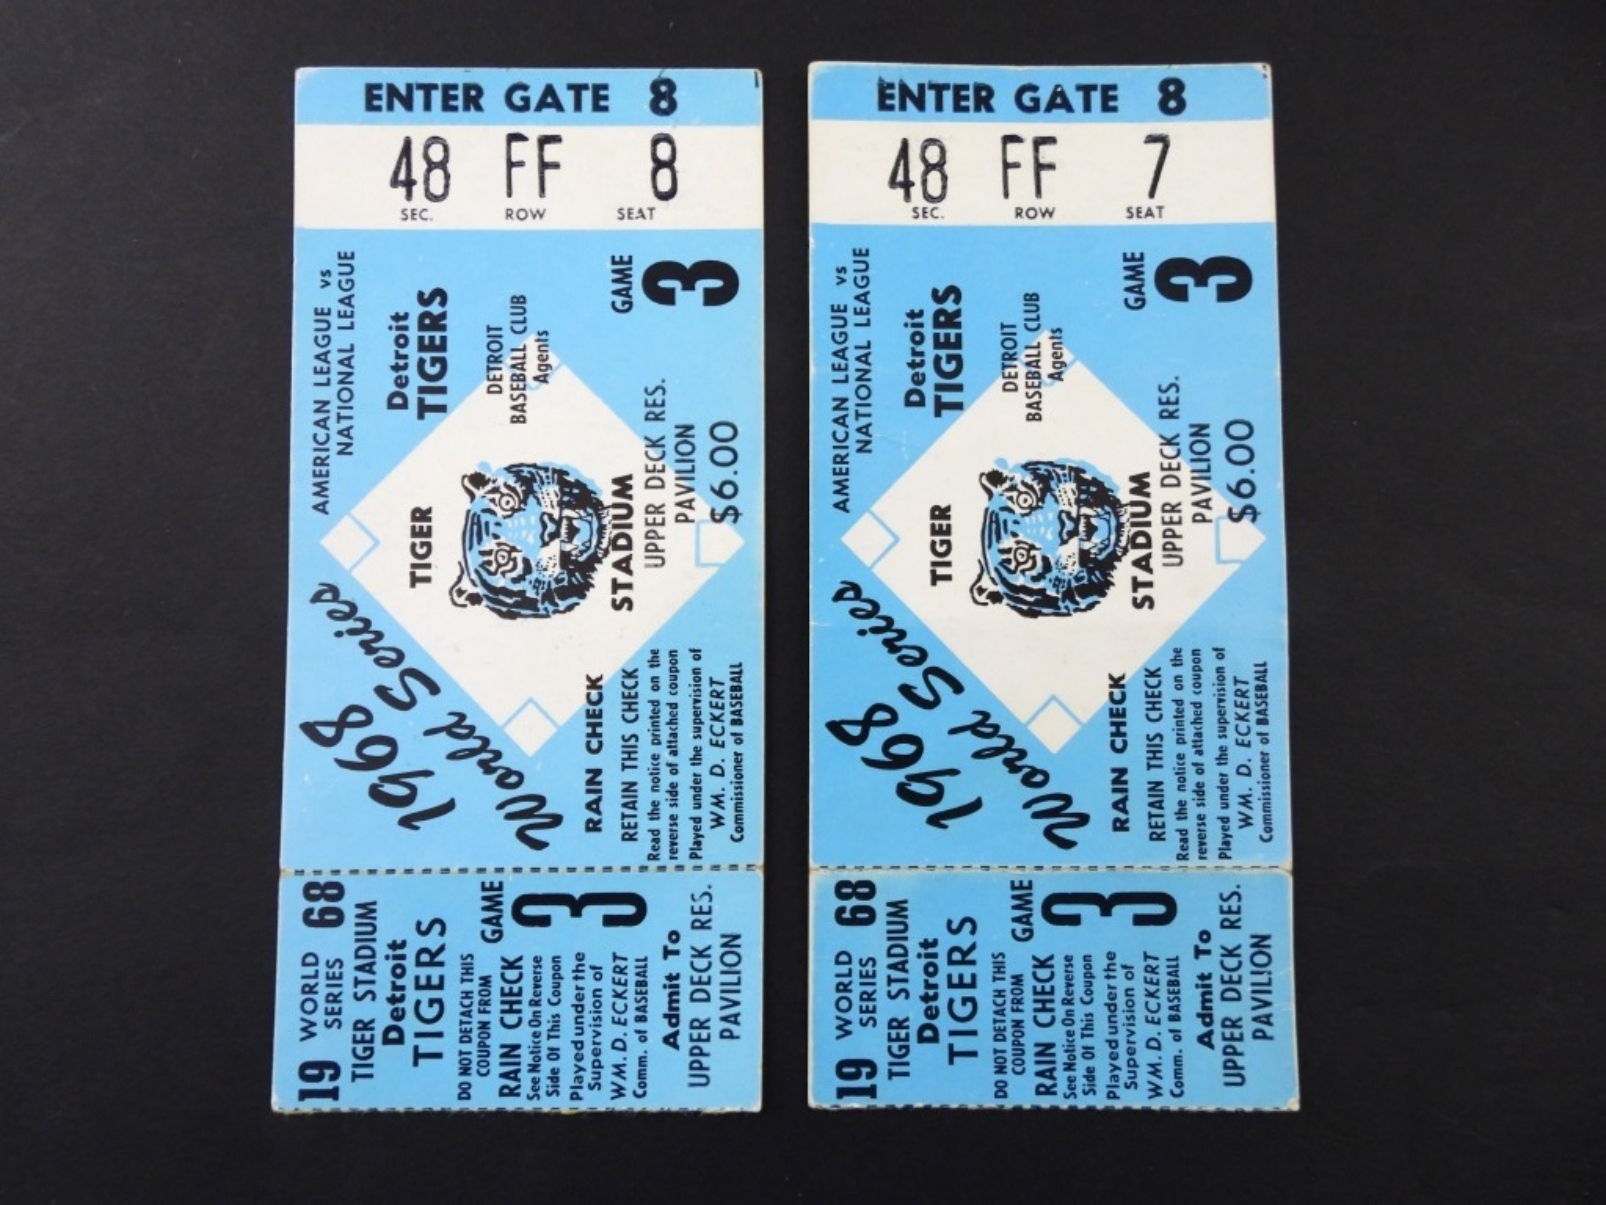 ENTER GATE 8
48 FF 8
SEC. ROW SEAT
AMERICAN LEAGUE vs
NATIONAL LEAGUE
Detroit
TIGERS
DETROIT
BASEBALL CLUB
Agents
GAME
3
1968
World Series
TIGER
STADIUM
UPPER DECK RES.
PAVILION
$6.00
RAIN CHECK
RETAIN THIS CHECK
Read the notice printed on the
reverse side of attached coupon
Played under the supervision of
WM. D. ECKERT
Commissioner of BASEBALL
19 WORLD SERIES 68
TIGER STADIUM
Detroit
TIGERS
DO NOT DETACH THIS
COUPON FROM
RAIN CHECK
GAME
3
See Notice On Reverse
Side Of This Coupon
Played under the
Supervision of
WM. D. ECKERT
Comm. of BASEBALL
Admit To
UPPER DECK RES.
PAVILION
ENTER GATE 8
48 FF 7
SEC. ROW SEAT
AMERICAN LEAGUE vs
NATIONAL LEAGUE
Detroit
TIGERS
DETROIT
BASEBALL CLUB
Agents
GAME
3
1968
World Series
TIGER
STADIUM
UPPER DECK RES.
PAVILION
$6.00
RAIN CHECK
RETAIN THIS CHECK
Read the notice printed on the
reverse side of attached coupon
Played under the supervision of
WM. D. ECKERT
Commissioner of BASEBALL
19 WORLD SERIES 68
TIGER STADIUM
Detroit
TIGERS
DO NOT DETACH THIS
COUPON FROM
RAIN CHECK
GAME
3
See Notice On Reverse
Side Of This Coupon
Played under the
Supervision of
WM. D. ECKERT
Comm. of BASEBALL
Admit To
UPPER DECK RES.
PAVILION